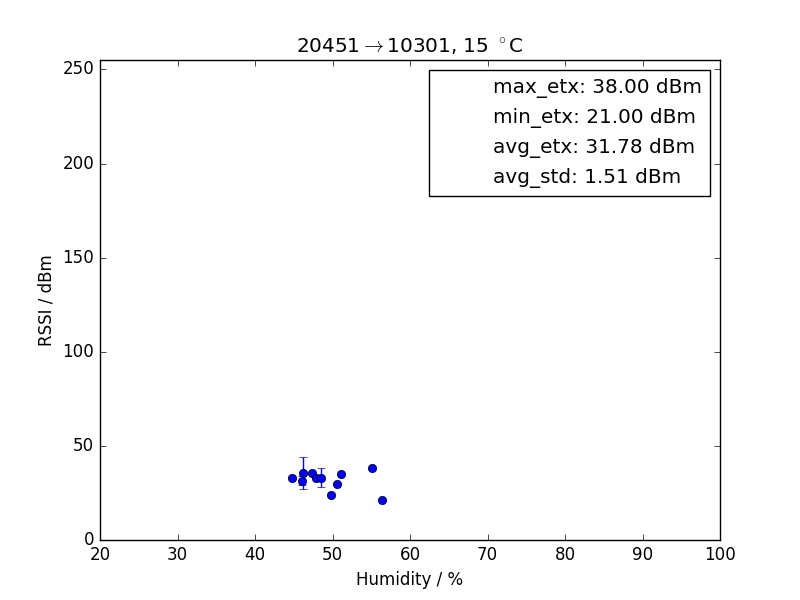 20451→10301, 15 °C
max_etx: 38.00 dBm
min_etx: 21.00 dBm
avg_etx: 31.78 dBm
avg_std: 1.51 dBm
RSSI / dBm
250
200
150
100
50
0
20 30 40 50 60 70 80 90 100
Humidity / %